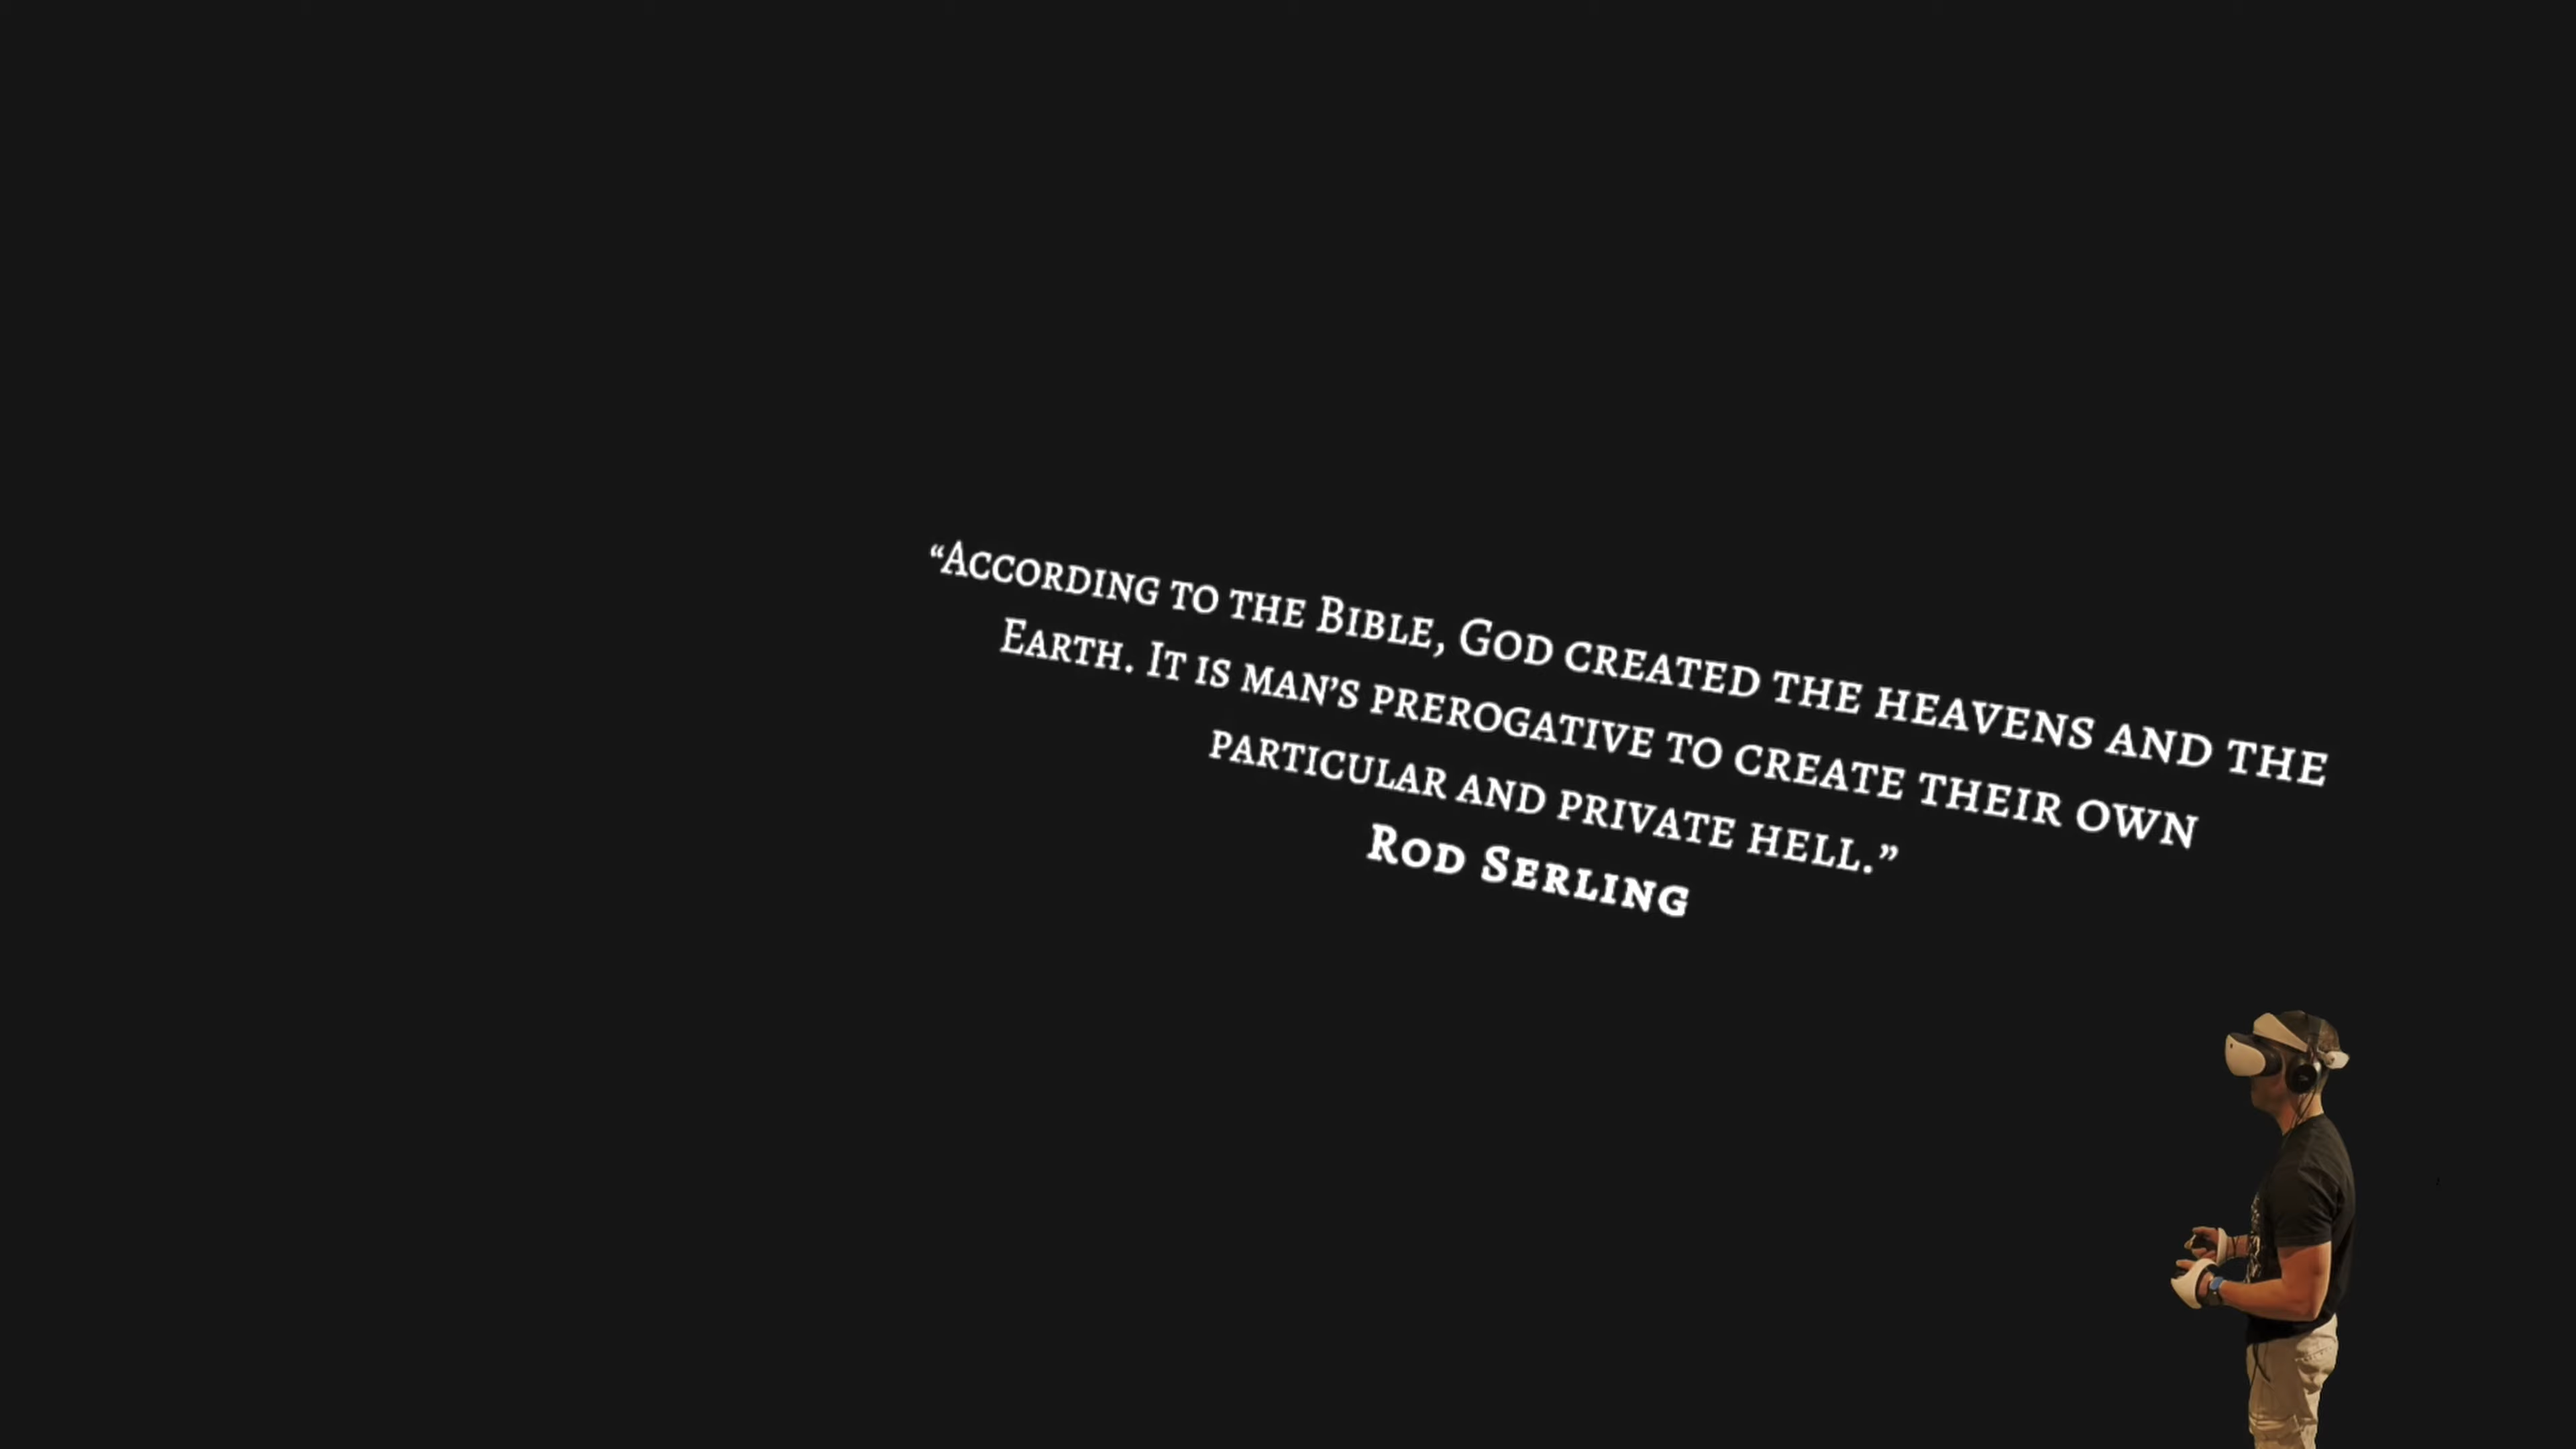 “According to the Bible, God created the heavens and the
Earth. It is man’s prerogative to create their own
particular and private hell.”
Rod Serling